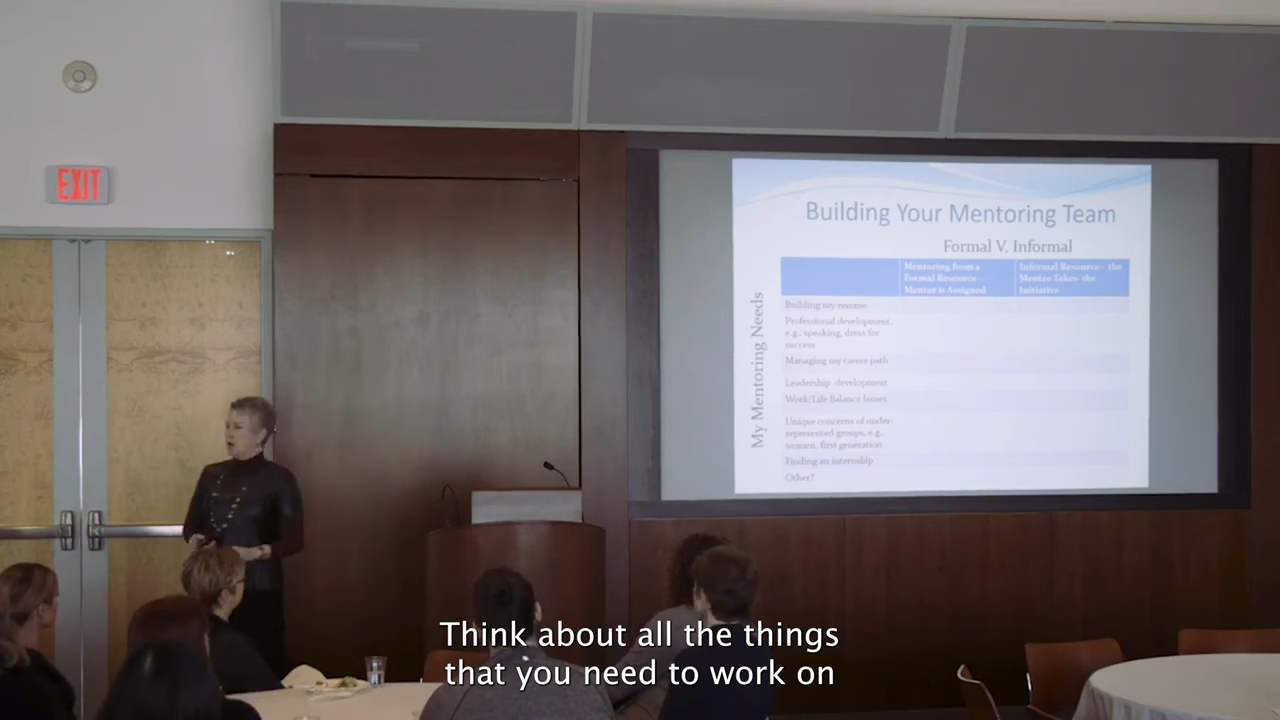 EXIT
Building Your Mentoring Team
Formal V. Informal
Mentoring from a
Formal Resource
Mentor is Assigned
Informal Resource - the
Mentee Takes the
Initiative
My Mentoring Needs
Building my resume
Professional development,
e.g., speaking, dress for
success
Managing my career path
Leadership development
Work/Life Balance Issues
Unique concerns of under-
represented groups, e.g.,
women, first generation
Finding an internship
Other?
Think about all the things
that you need to work on